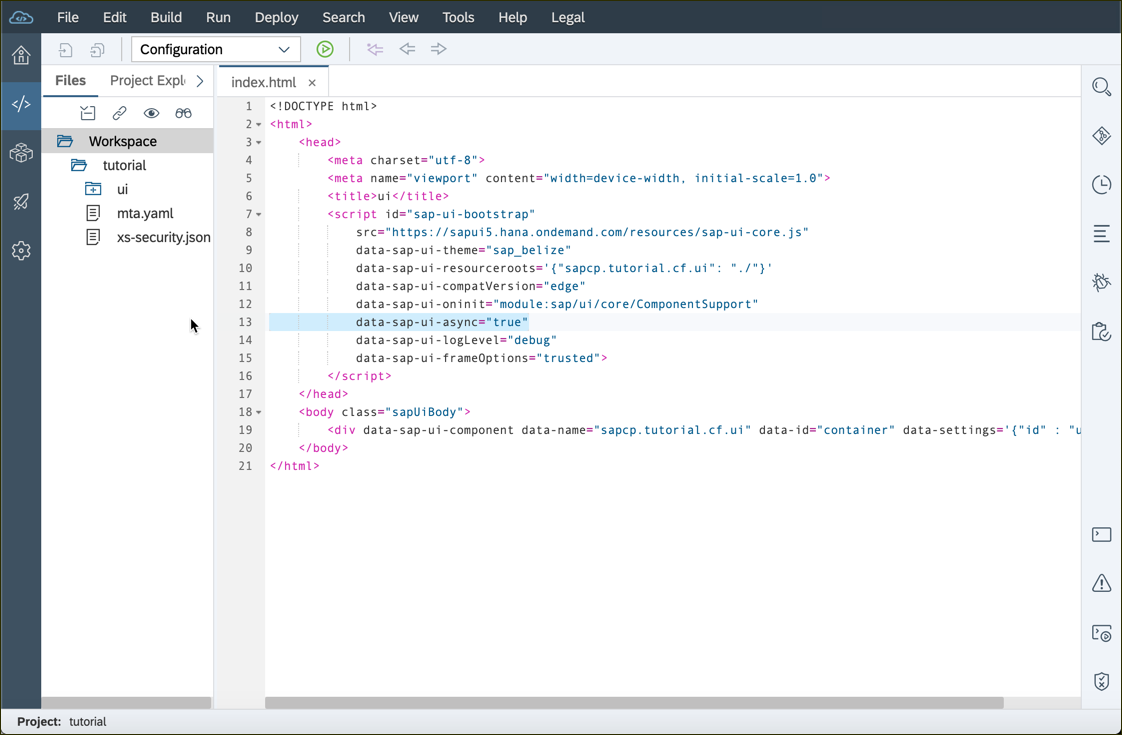 File Edit Build Run Deploy Search View Tools Help Legal
Configuration
Files Project Expl
index.html ×
Workspace
tutorial
ui
mta.yaml
xs-security.json
1 <!DOCTYPE html>
2 <html>
3 <head>
4 <meta charset="utf-8">
5 <meta name="viewport" content="width=device-width, initial-scale=1.0">
6 <title>ui</title>
7 <script id="sap-ui-bootstrap"
8 src="https://sapui5.hana.ondemand.com/resources/sap-ui-core.js"
9 data-sap-ui-theme="sap_belize"
10 data-sap-ui-resourceroots='{"sapcp.tutorial.cf.ui": "./"}'
11 data-sap-ui-compatVersion="edge"
12 data-sap-ui-oninit="module:sap/ui/core/ComponentSupport"
13 data-sap-ui-async="true"
14 data-sap-ui-logLevel="debug"
15 data-sap-ui-frameOptions="trusted">
16 </script>
17 </head>
18 <body class="sapUiBody">
19 <div data-sap-ui-component data-name="sapcp.tutorial.cf.ui" data-id="container" data-settings='{"id" : "u
20 </body>
21 </html>
Project: tutorial